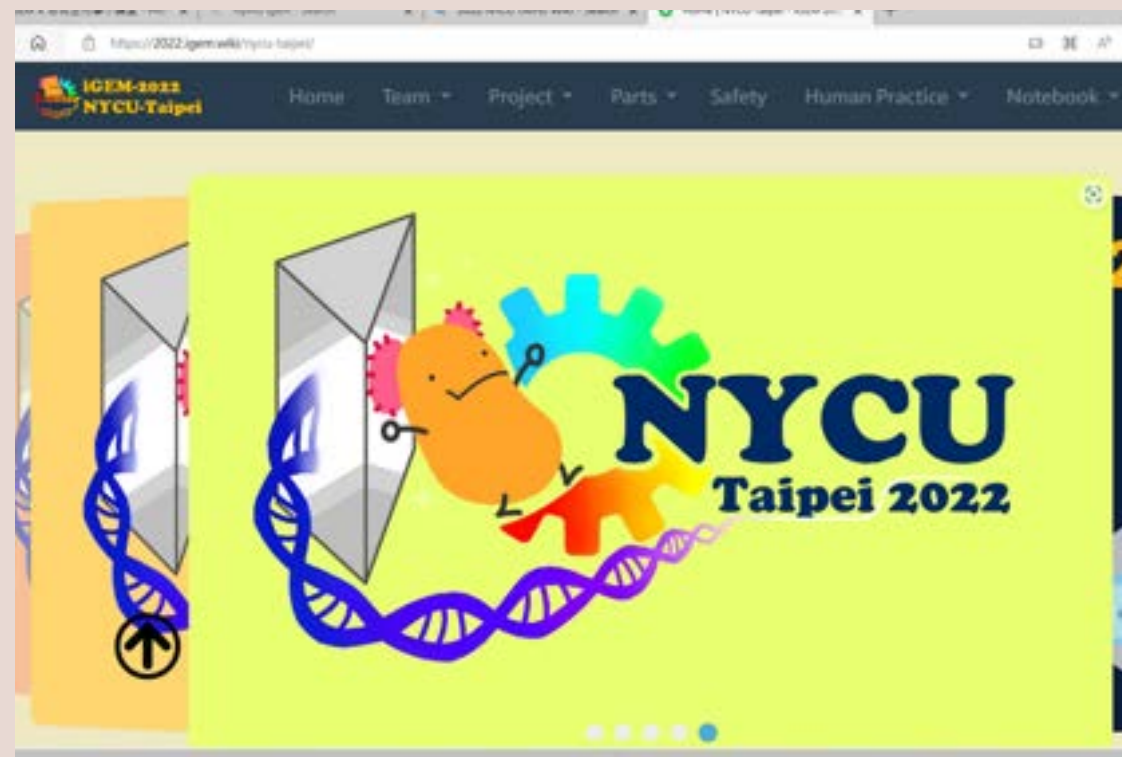 https://2022.igem.wiki/nycu-taipei/
iGEM-2022
NYCU-Taipei
Home Team Project Parts Safety Human Practice Notebook
NYCU
Taipei 2022